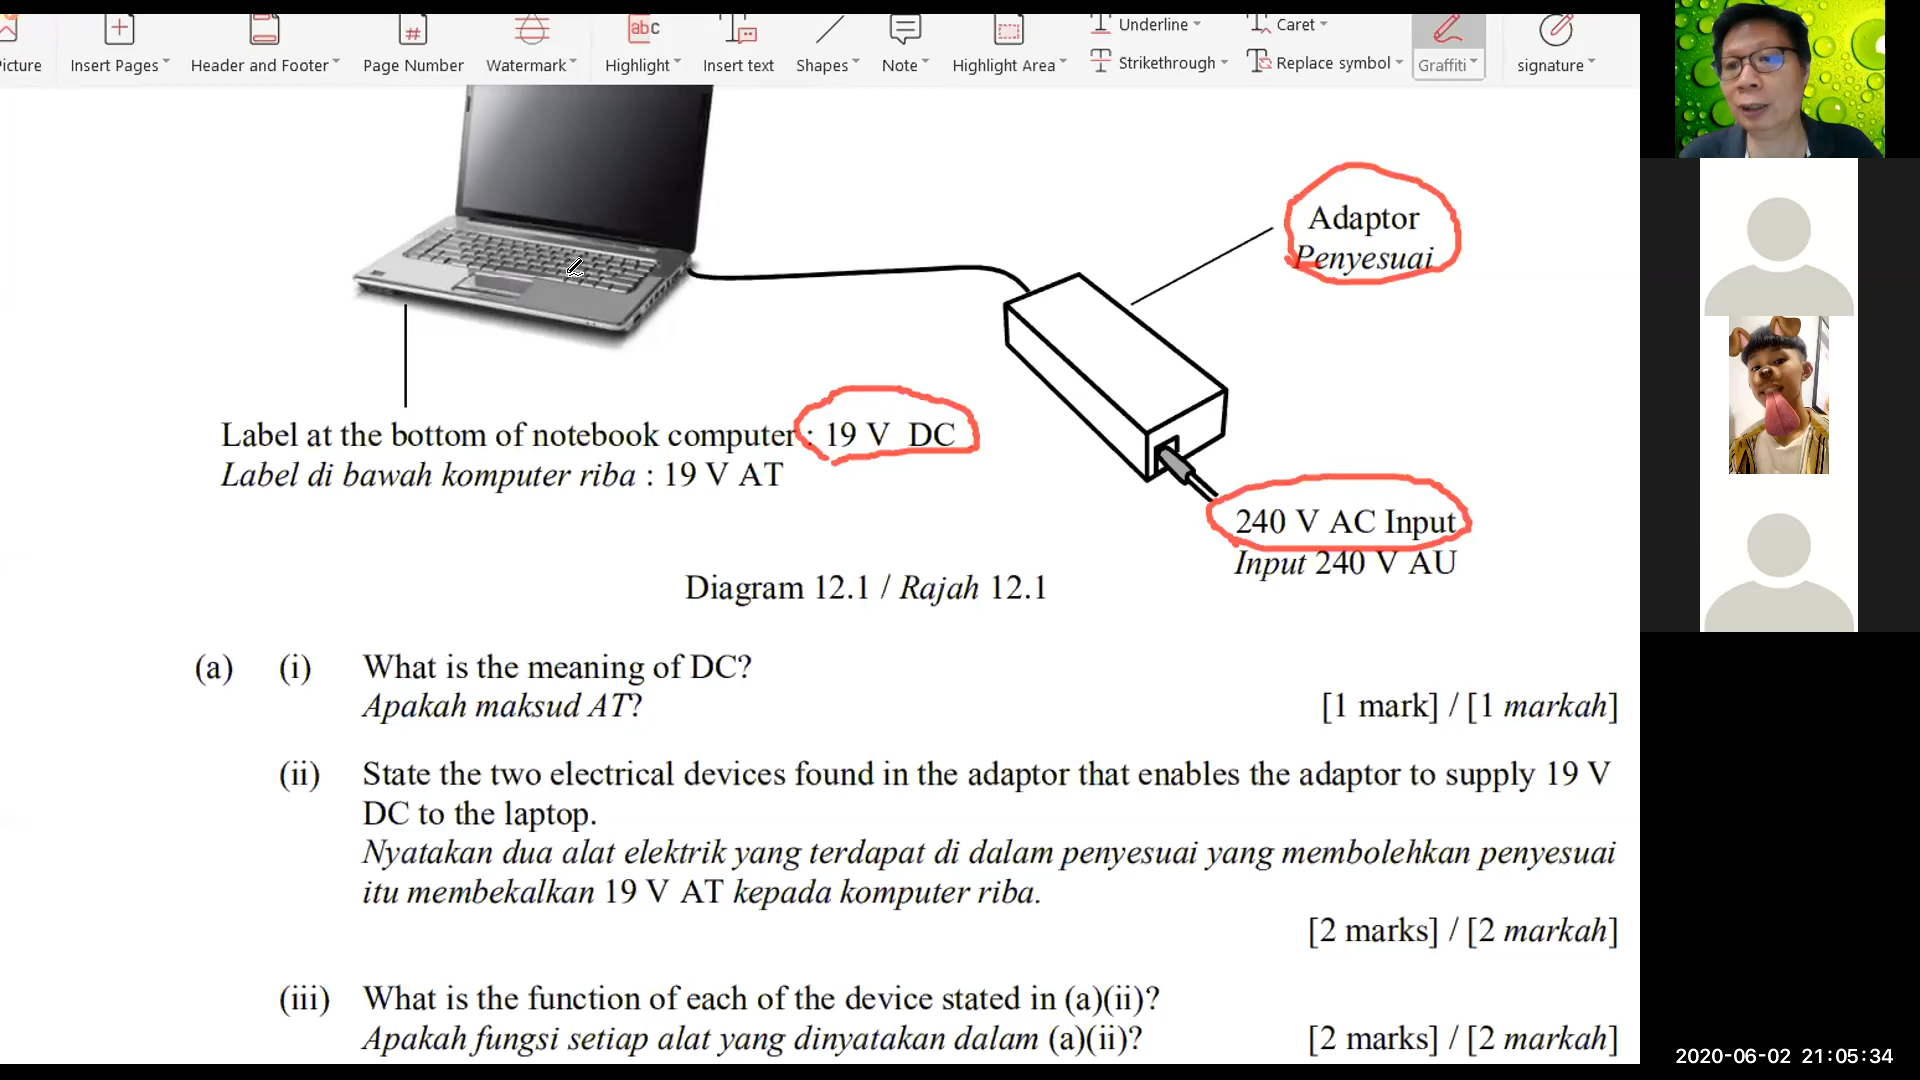 icture
Insert Pages
Header and Footer
#
Page Number
Watermark
abc
Highlight
Insert text
Shapes
Note
Highlight Area
Underline
Strikethrough
Caret
Replace symbol
Graffiti
signature
Adaptor
Penyesuai
Label at the bottom of notebook computer : 19 V DC
Label di bawah komputer riba : 19 V AT
240 V AC Input
Input 240 V AU
Diagram 12.1 / Rajah 12.1
(a) (i) What is the meaning of DC?
Apakah maksud AT? [1 mark] / [1 markah]
(ii) State the two electrical devices found in the adaptor that enables the adaptor to supply 19 V
DC to the laptop.
Nyatakan dua alat elektrik yang terdapat di dalam penyesuai yang membolehkan penyesuai
itu membekalkan 19 V AT kepada komputer riba.
[2 marks] / [2 markah]
(iii) What is the function of each of the device stated in (a)(ii)?
Apakah fungsi setiap alat yang dinyatakan dalam (a)(ii)? [2 marks] / [2 markah]
2020-06-02 21:05:34